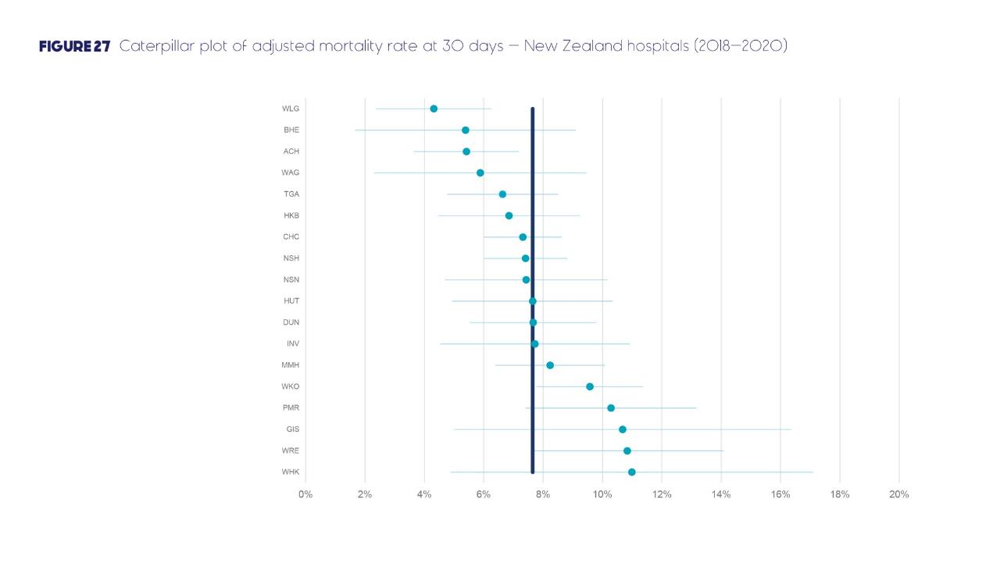 FIGURE 27 Caterpillar plot of adjusted mortality rate at 30 days — New Zealand hospitals (2018—2020)
WLG
BHE
ACH
WAG
TGA
HKB
CHC
NSH
NSN
HUT
DUN
INV
MMH
WKO
PMR
GIS
WRE
WHK
0% 2% 4% 6% 8% 10% 12% 14% 16% 18% 20%